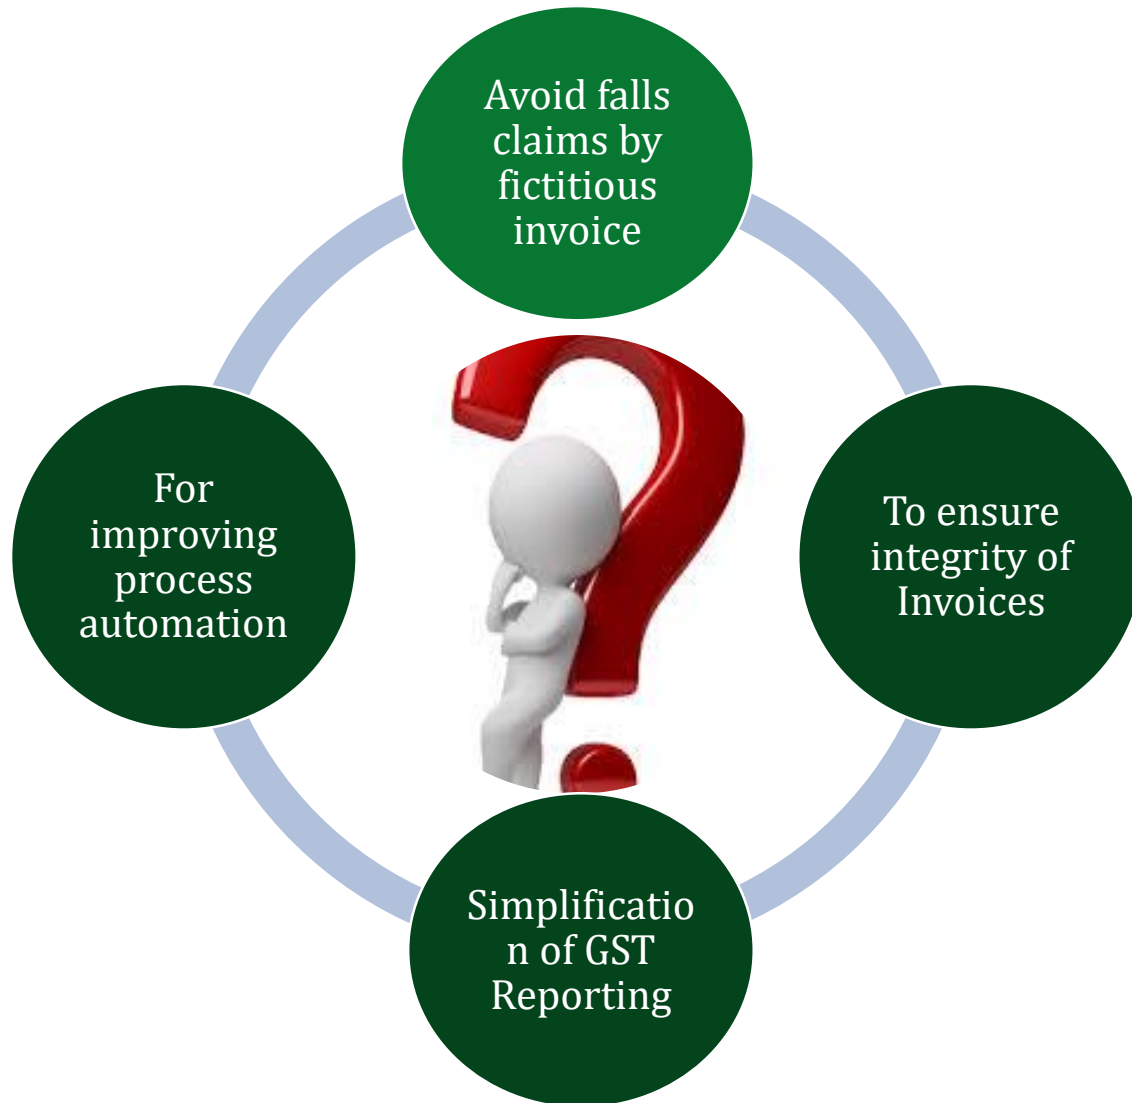 Avoid falls
claims by
fictitious
invoice
To ensure
integrity of
Invoices
Simplificatio
n of GST
Reporting
For
improving
process
automation